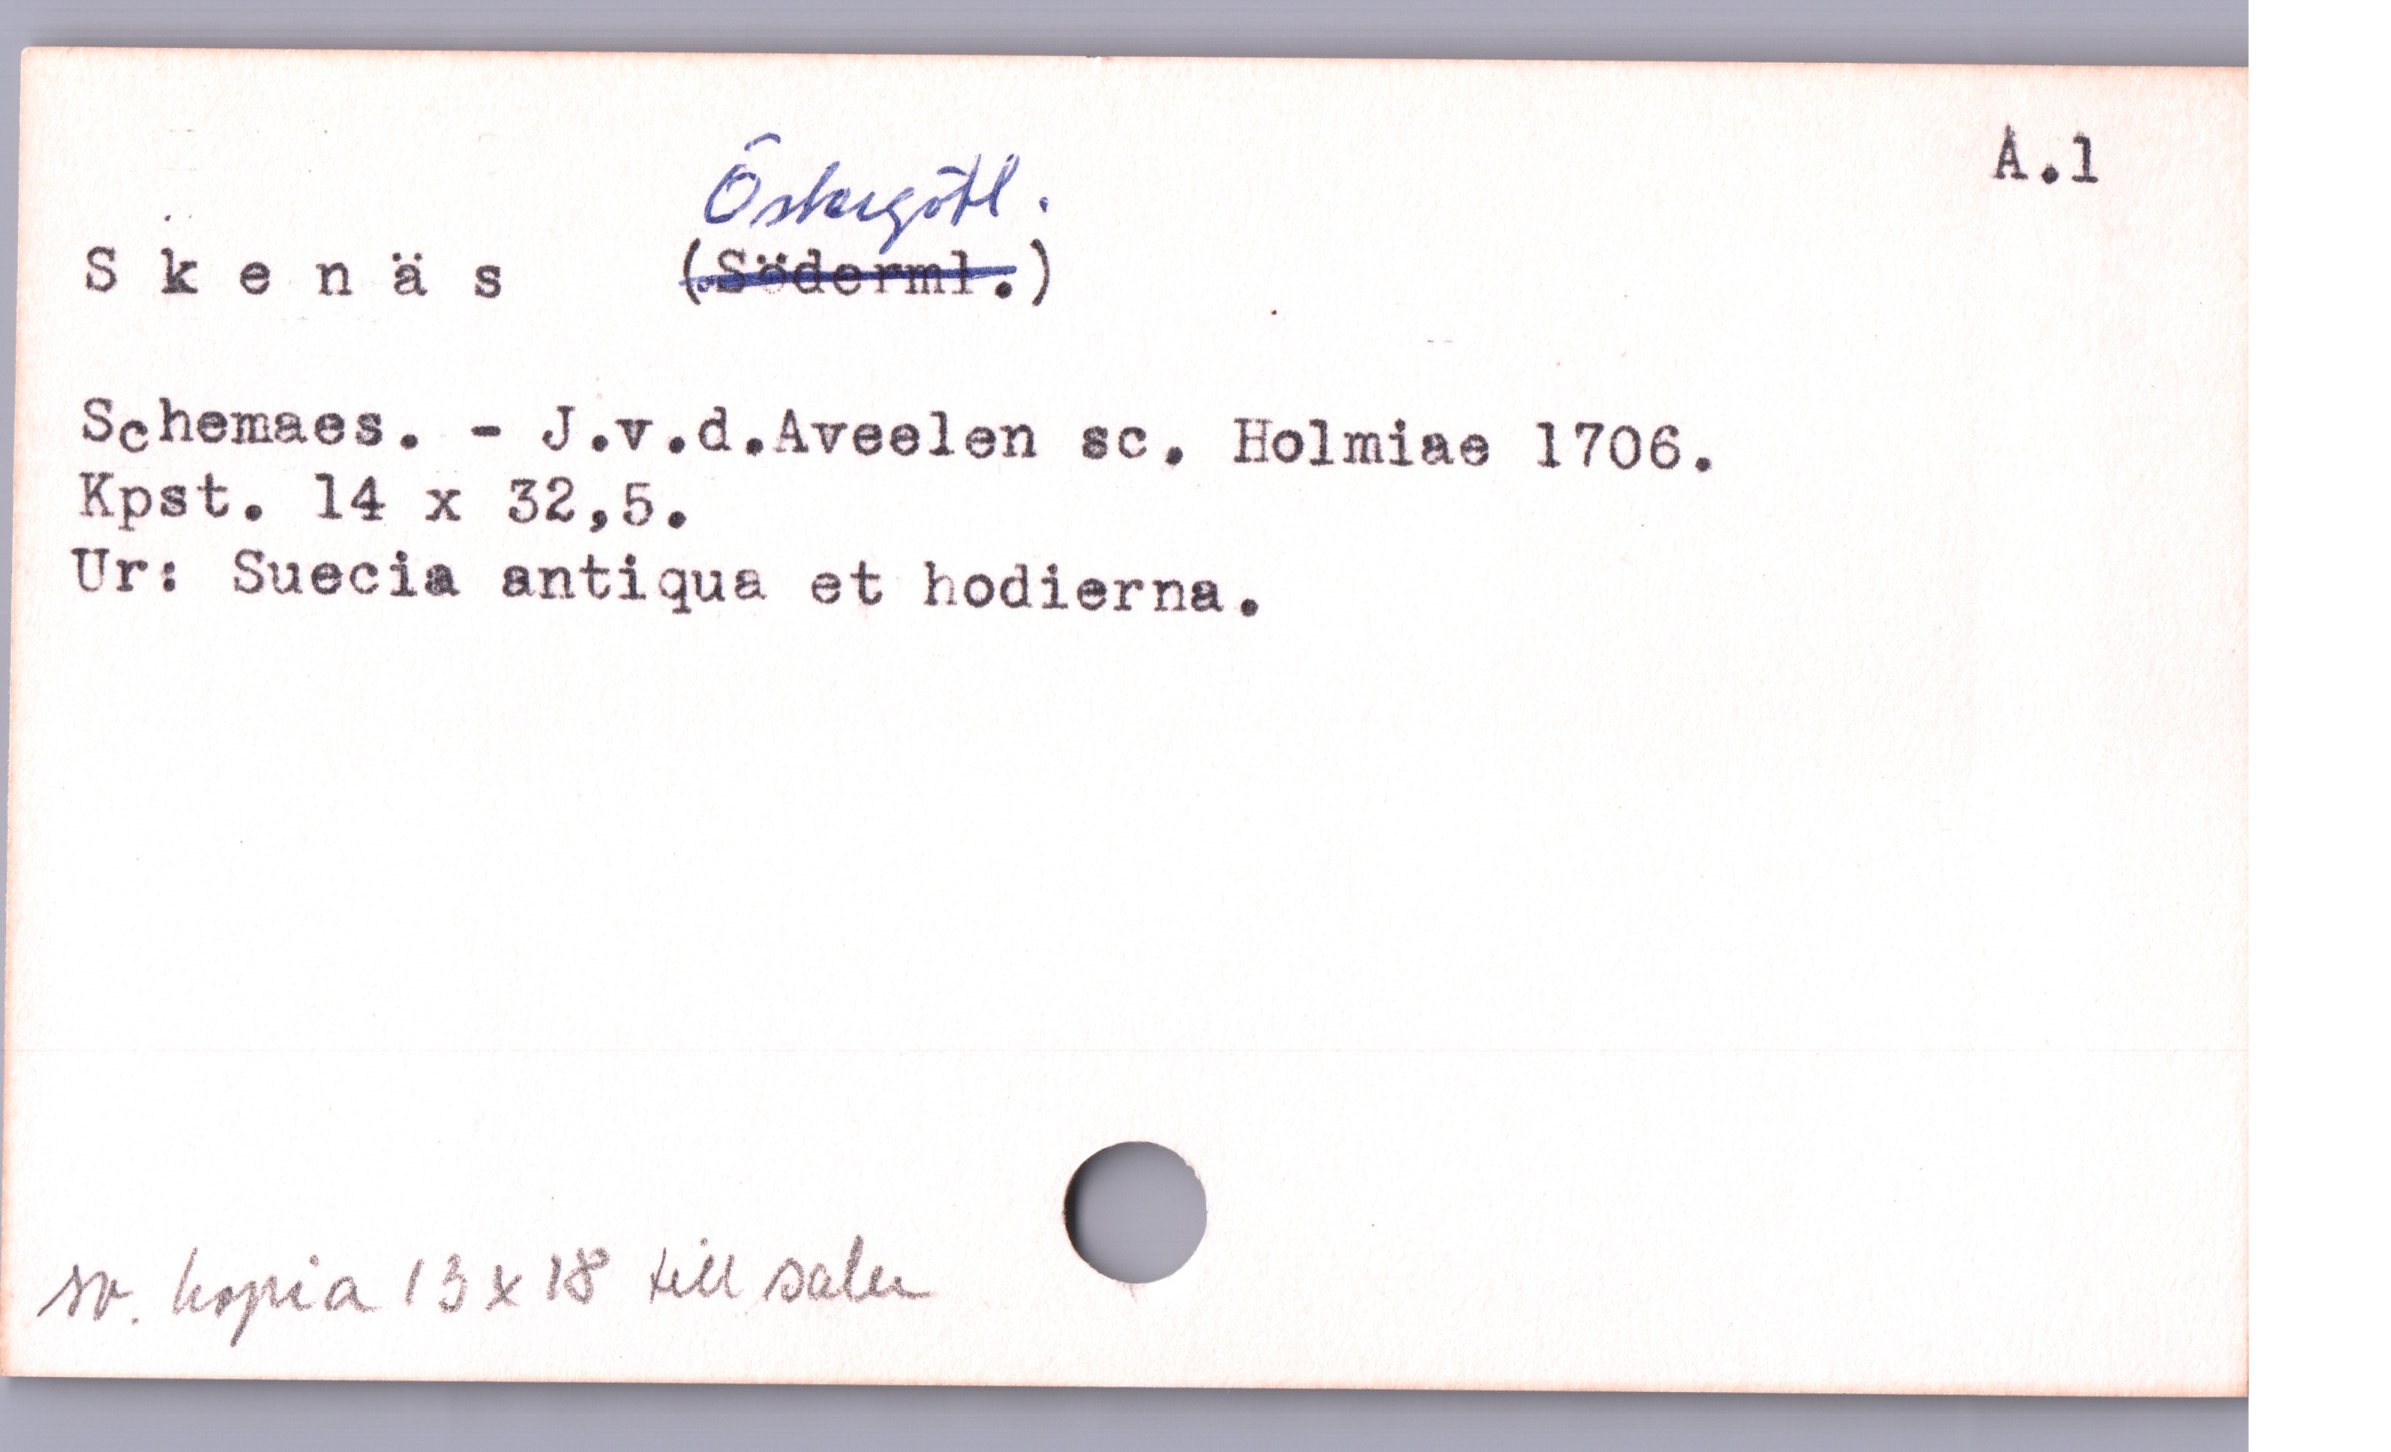 A.1
Östergötl.
S k e n ä s (Söderml.)
Schemaes. - J.v.d.Aveelen sc. Holmiae 1706.
Kpst. 14 x 32,5.
Ur: Suecia antiqua et hodierna.
sv. kopia 13 x 18 till salu